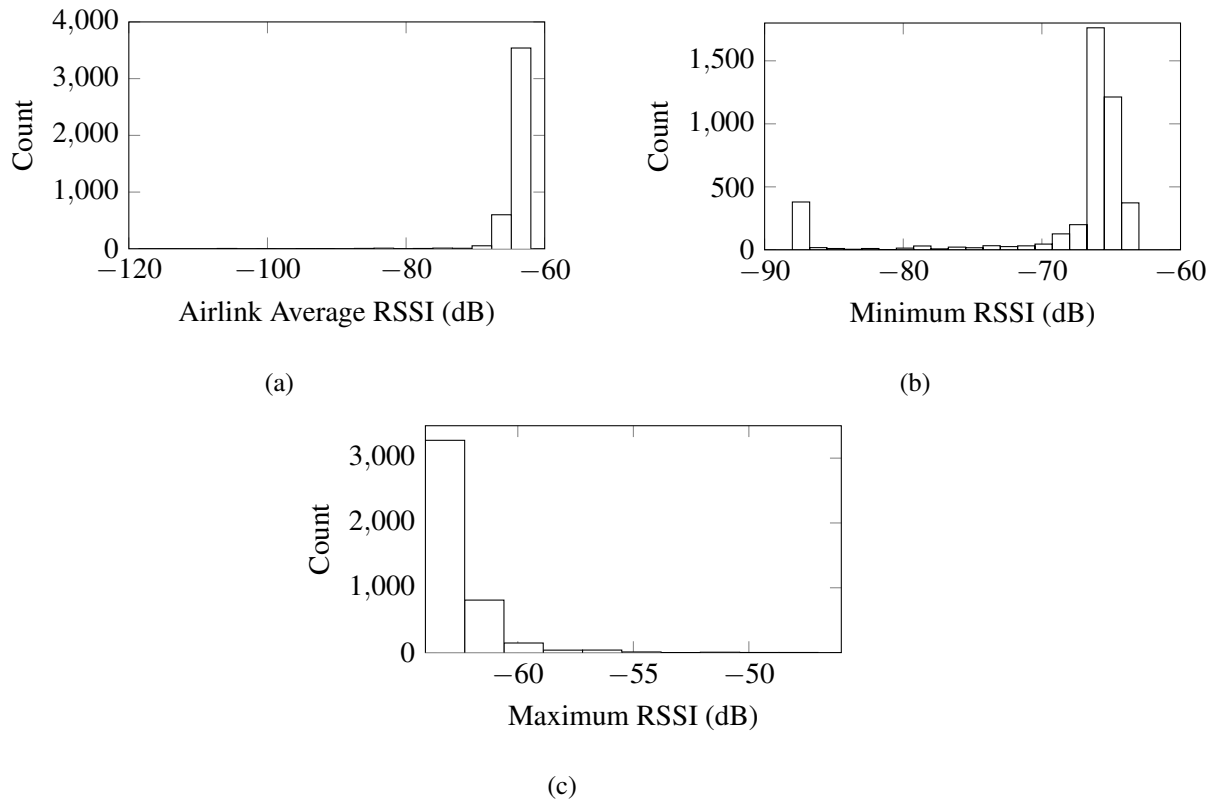 4,000
3,000
2,000
1,000
0
Count
−120 −100 −80 −60
Airlink Average RSSI (dB)
(a)
1,500
1,000
500
0
Count
−90 −80 −70 −60
Minimum RSSI (dB)
(b)
3,000
2,000
1,000
0
Count
−60 −55 −50
Maximum RSSI (dB)
(c)